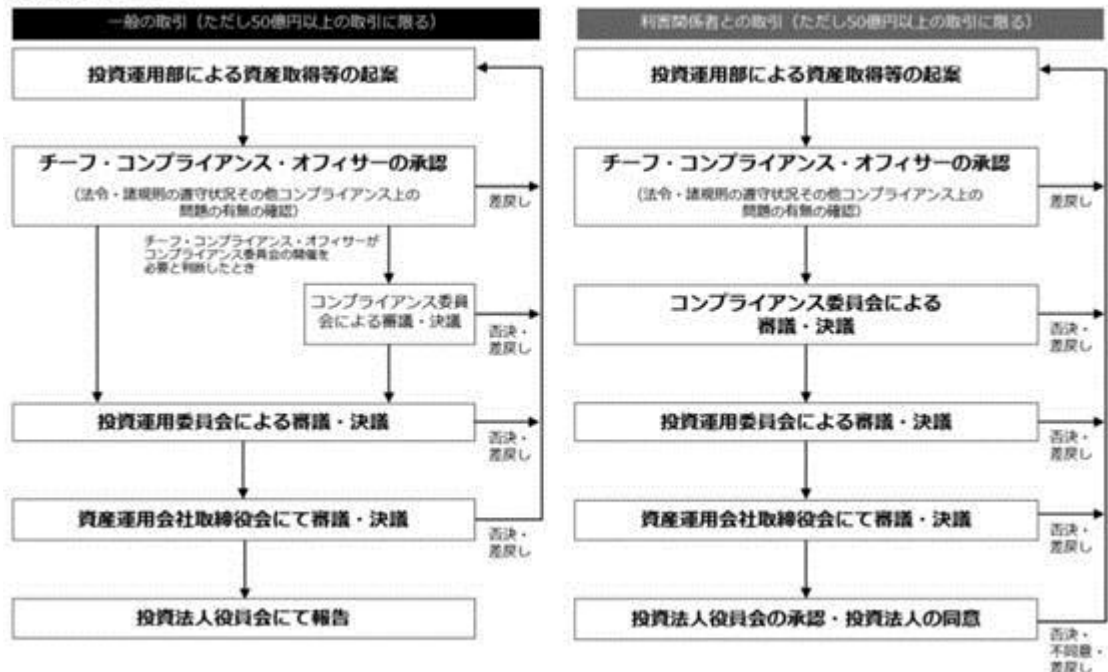 一般の取引（ただし50億円以上の取引に限る）
投資運用部による資産取得等の起案
チーフ・コンプライアンス・オフィサーの承認
（法令・諸規則の遵守状況その他コンプライアンス上の
問題の有無の確認）
差戻し
チーフ・コンプライアンス・オフィサーが
コンプライアンス委員会の開催を
必要と判断したとき
コンプライアンス委員
会による審議・決議
否決・
差戻し
投資運用委員会による審議・決議
否決・
差戻し
資産運用会社取締役会にて審議・決議
否決・
差戻し
投資法人役員会にて報告
利害関係者との取引（ただし50億円以上の取引に限る）
投資運用部による資産取得等の起案
チーフ・コンプライアンス・オフィサーの承認
（法令・諸規則の遵守状況その他コンプライアンス上の
問題の有無の確認）
差戻し
コンプライアンス委員会による
審議・決議
否決・
差戻し
投資運用委員会による審議・決議
否決・
差戻し
資産運用会社取締役会にて審議・決議
否決・
差戻し
投資法人役員会の承認・投資法人の同意
否決・
不同意・
差戻し